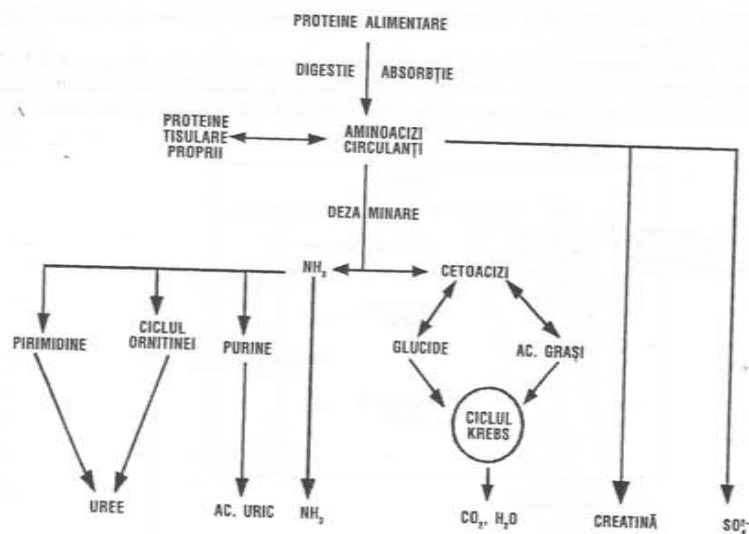 PROTEINE ALIMENTARE
DIGESTIE ABSORBȚIE
PROTEINE
TISULARE
PROPRII
AMINOACIZI
CIRCULANȚI
DEZAMINARE
NH₃
CETOACIZI
PIRIMIDINE
CICLUL
ORNITINEI
PURINE
GLUCIDE
AC. GRAȘI
CICLUL
KREBS
UREE
AC. URIC
NH₃
CO₂, H₂O
CREATINĂ
SO₄²⁻